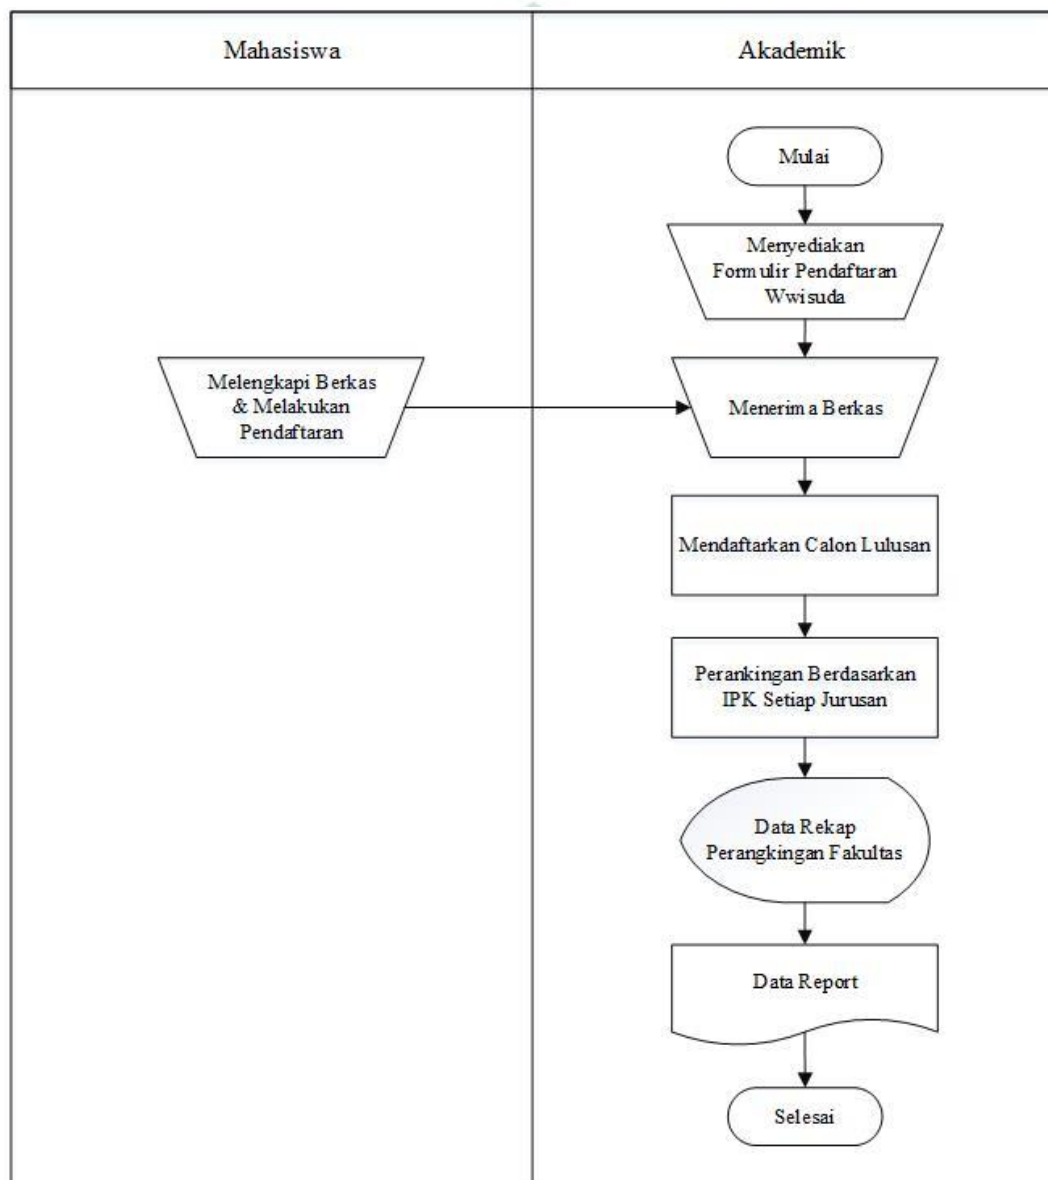 Mahasiswa
Akademik
Mulai
Menyediakan
Formulir Pendaftaran
Wwisuda
Melengkapi Berkas
& Melakukan
Pendaftaran
Menerima Berkas
Mendaftarkan Calon Lulusan
Perankingan Berdasarkan
IPK Setiap Jurusan
Data Rekap
Perangkingan Fakultas
Data Report
Selesai